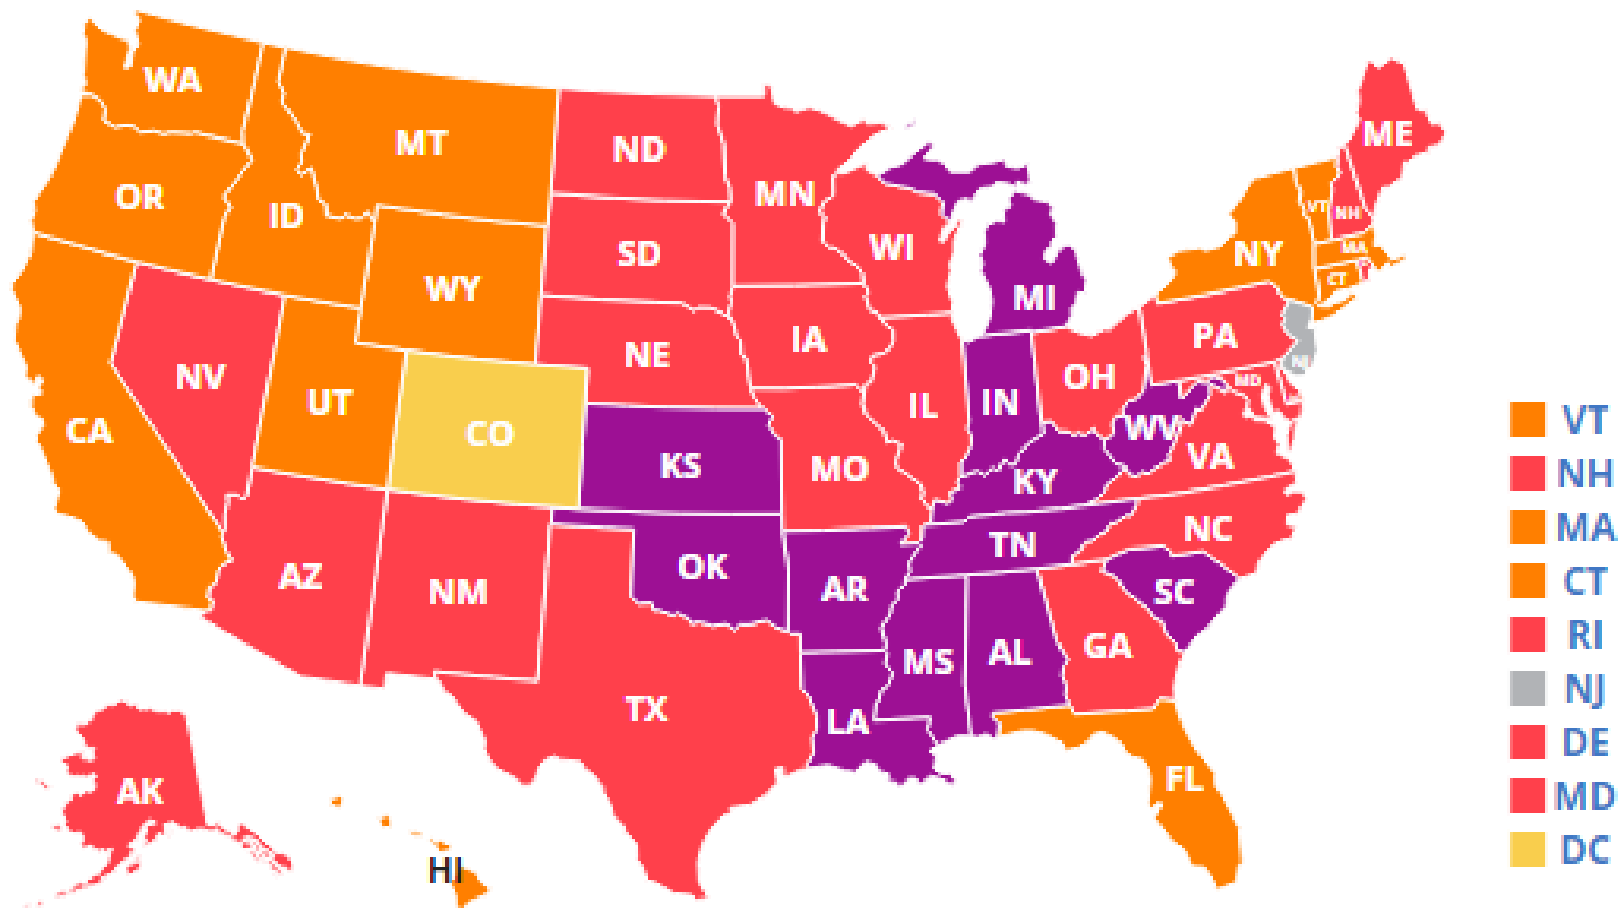 WA
MT
ND
MN
ME
OR
ID
SD
WI
VT
NH
NY
MA
WY
MI
CT
NV
NE
IA
PA
UT
CO
IL
IN
OH
NJ
MD
CA
KS
MO
KY
WV
VA
AZ
NM
OK
AR
TN
NC
SC
TX
LA
MS
AL
GA
AK
HI
FL
VT
NH
MA
CT
RI
NJ
DE
MD
DC